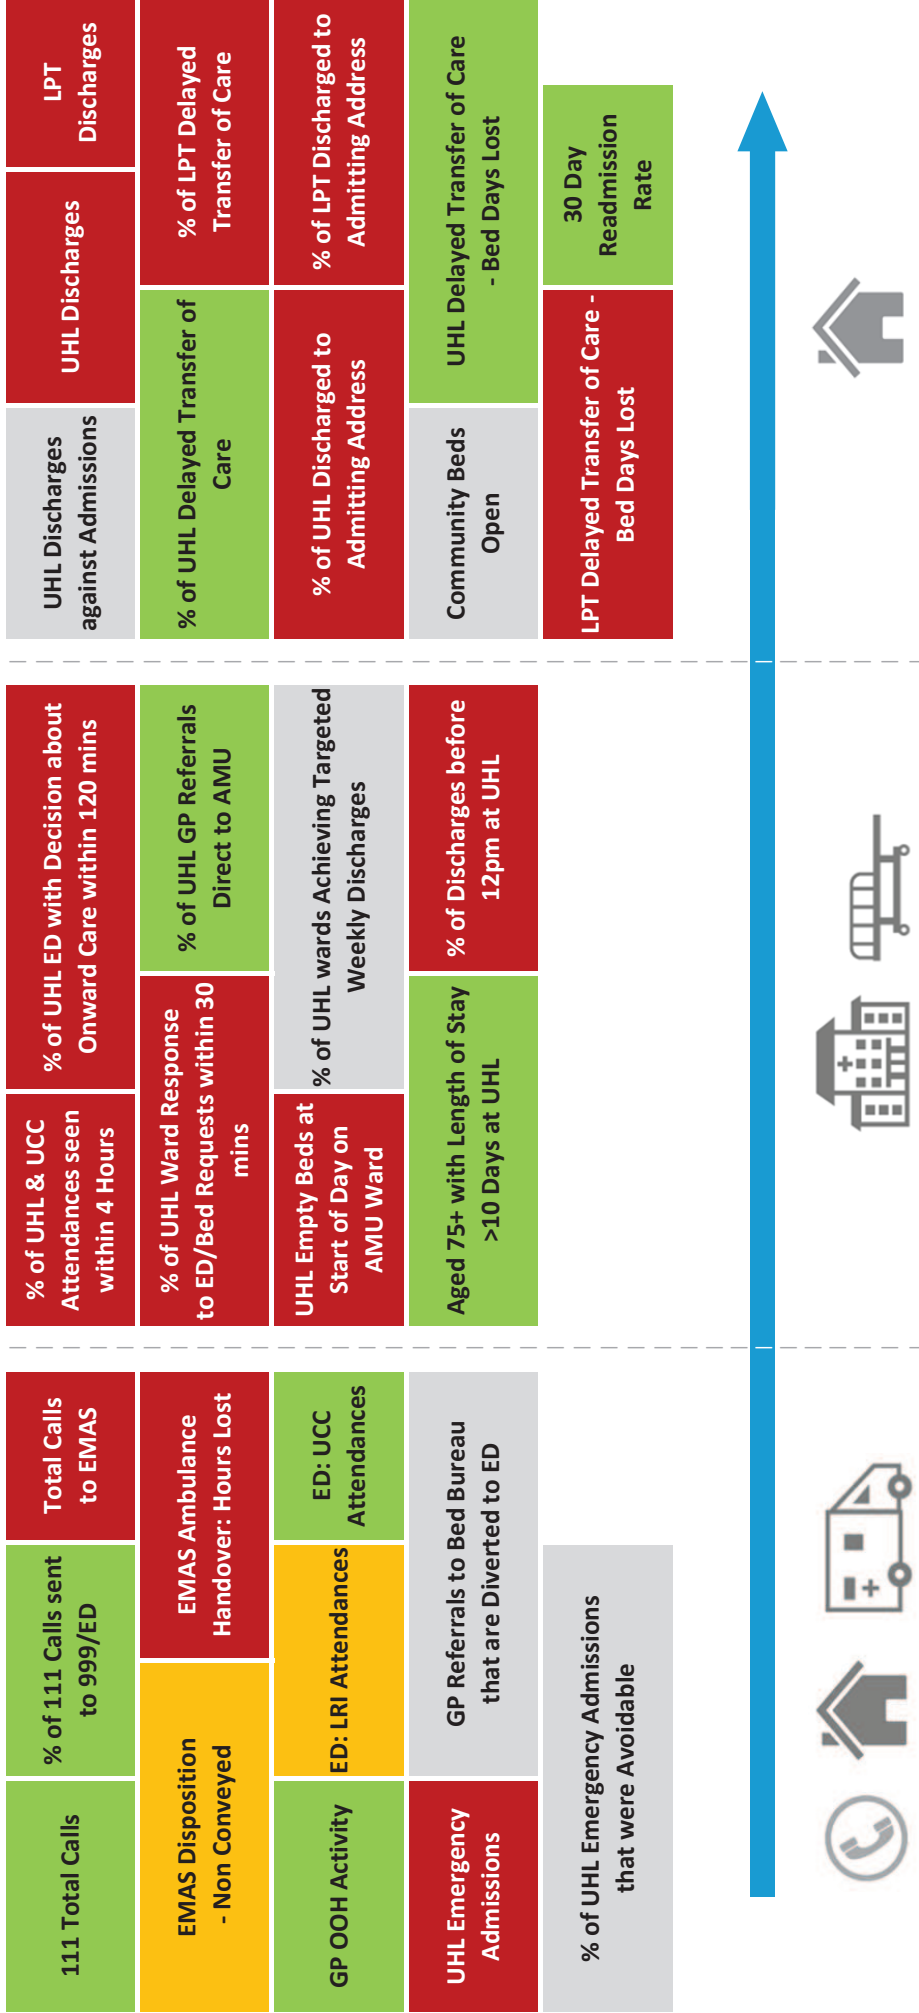 111 Total Calls
% of 111 Calls sent
to 999/ED
Total Calls
to EMAS
EMAS Disposition
- Non Conveyed
EMAS Ambulance
Handover: Hours Lost
GP OOH Activity
ED: LRI Attendances
ED: UCC
Attendances
UHL Emergency
Admissions
GP Referrals to Bed Bureau
that are Diverted to ED
% of UHL Emergency Admissions
that were Avoidable
% of UHL & UCC
Attendances seen
within 4 Hours
% of UHL ED with Decision about
Onward Care within 120 mins
% of UHL Ward Response
to ED/Bed Requests within 30
mins
% of UHL GP Referrals
Direct to AMU
UHL Empty Beds at
Start of Day on
AMU Ward
% of UHL wards Achieving Targeted
Weekly Discharges
Aged 75+ with Length of Stay
>10 Days at UHL
% of Discharges before
12pm at UHL
UHL Discharges
against Admissions
UHL Discharges
LPT
Discharges
% of UHL Delayed Transfer of
Care
% of LPT Delayed
Transfer of Care
% of UHL Discharged to
Admitting Address
% of LPT Discharged to
Admitting Address
Community Beds
Open
UHL Delayed Transfer of Care
- Bed Days Lost
LPT Delayed Transfer of Care -
Bed Days Lost
30 Day
Readmission
Rate